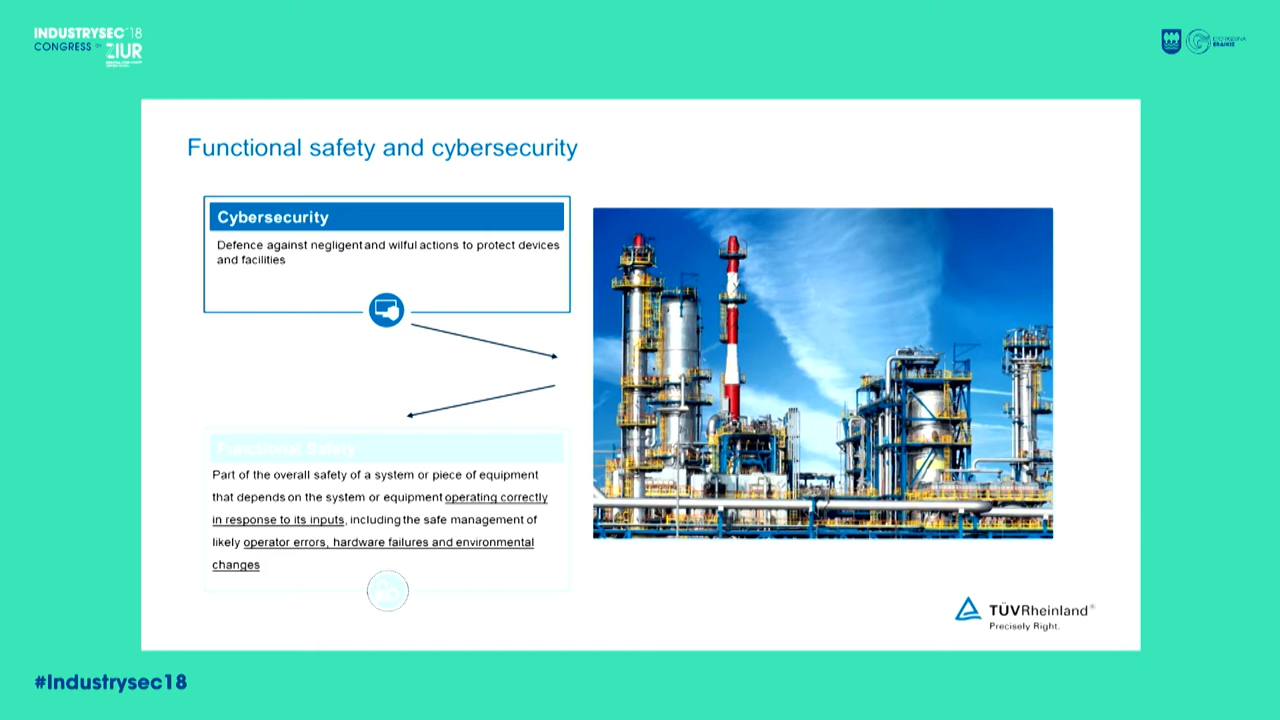 INDUSTRYSEC'18
CONGRESS BY ZIUR
Functional safety and cybersecurity
Cybersecurity
Defence against negligent and wilful actions to protect devices
and facilities
Functional Safety
Part of the overall safety of a system or piece of equipment
that depends on the system or equipment operating correctly
in response to its inputs, including the safe management of
likely operator errors, hardware failures and environmental
changes
TÜVRheinland®
Precisely Right.
#Industrysec18